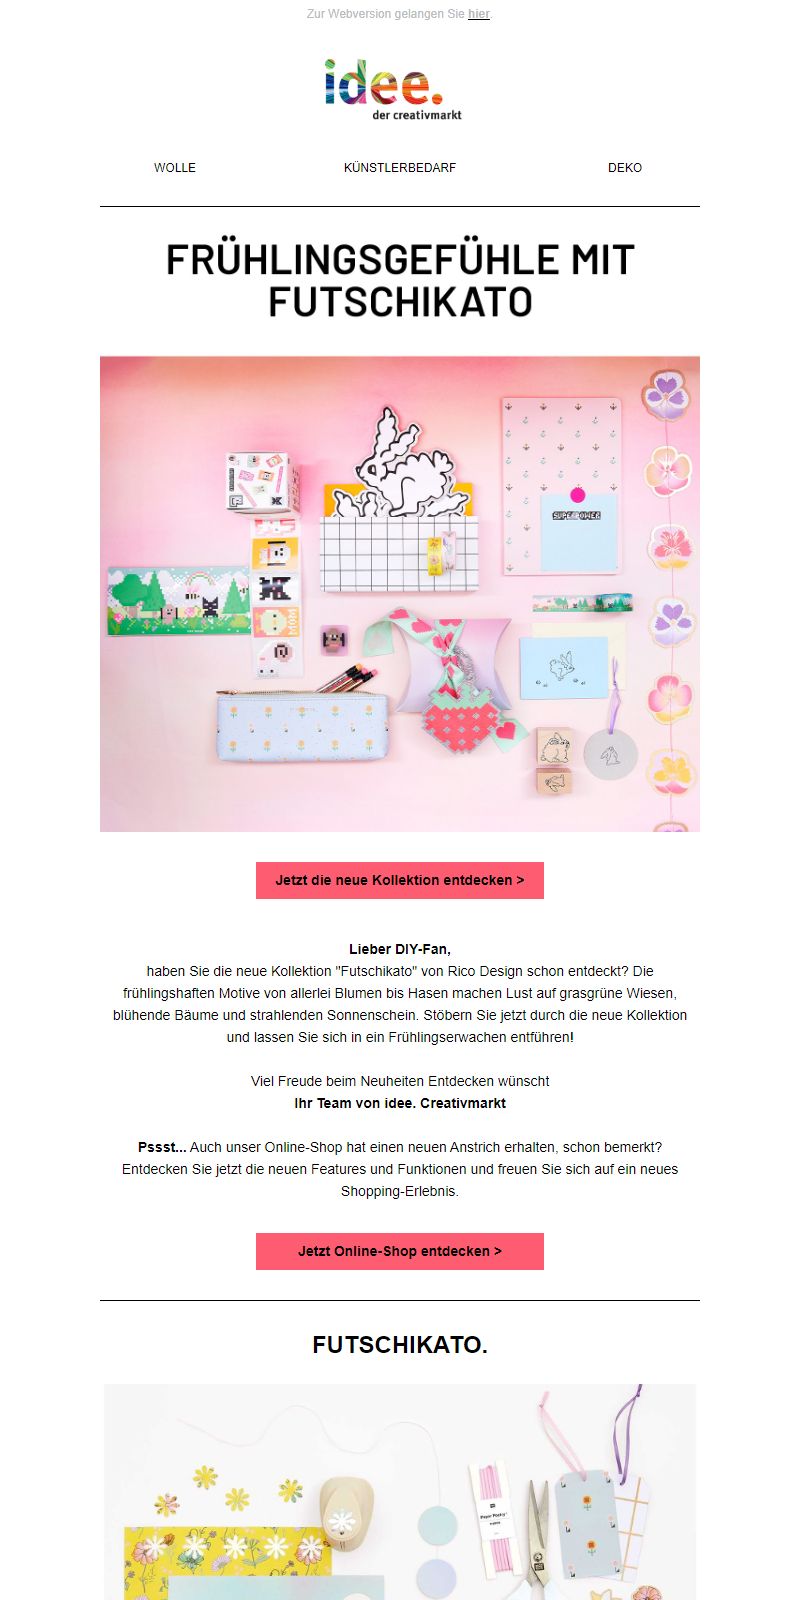 Zur Webversion gelangen Sie hier.
idee.
der creativmarkt
WOLLE
KÜNSTLERBEDARF
DEKO
FRÜHLINGSGEFÜHLE MIT
FUTSCHIKATO
SUPERPOWER
Jetzt die neue Kollektion entdecken >
Lieber DIY-Fan,
haben Sie die neue Kollektion "Futschikato" von Rico Design schon entdeckt? Die
frühlingshaften Motive von allerlei Blumen bis Hasen machen Lust auf grasgrüne Wiesen,
blühende Bäume und strahlenden Sonnenschein. Stöbern Sie jetzt durch die neue Kollektion
und lassen Sie sich in ein Frühlingserwachen entführen!
Viel Freude beim Neuheiten Entdecken wünscht
Ihr Team von idee. Creativmarkt
Pssst... Auch unser Online-Shop hat einen neuen Anstrich erhalten, schon bemerkt?
Entdecken Sie jetzt die neuen Features und Funktionen und freuen Sie sich auf ein neues
Shopping-Erlebnis.
Jetzt Online-Shop entdecken >
FUTSCHIKATO.
Paper Poetry